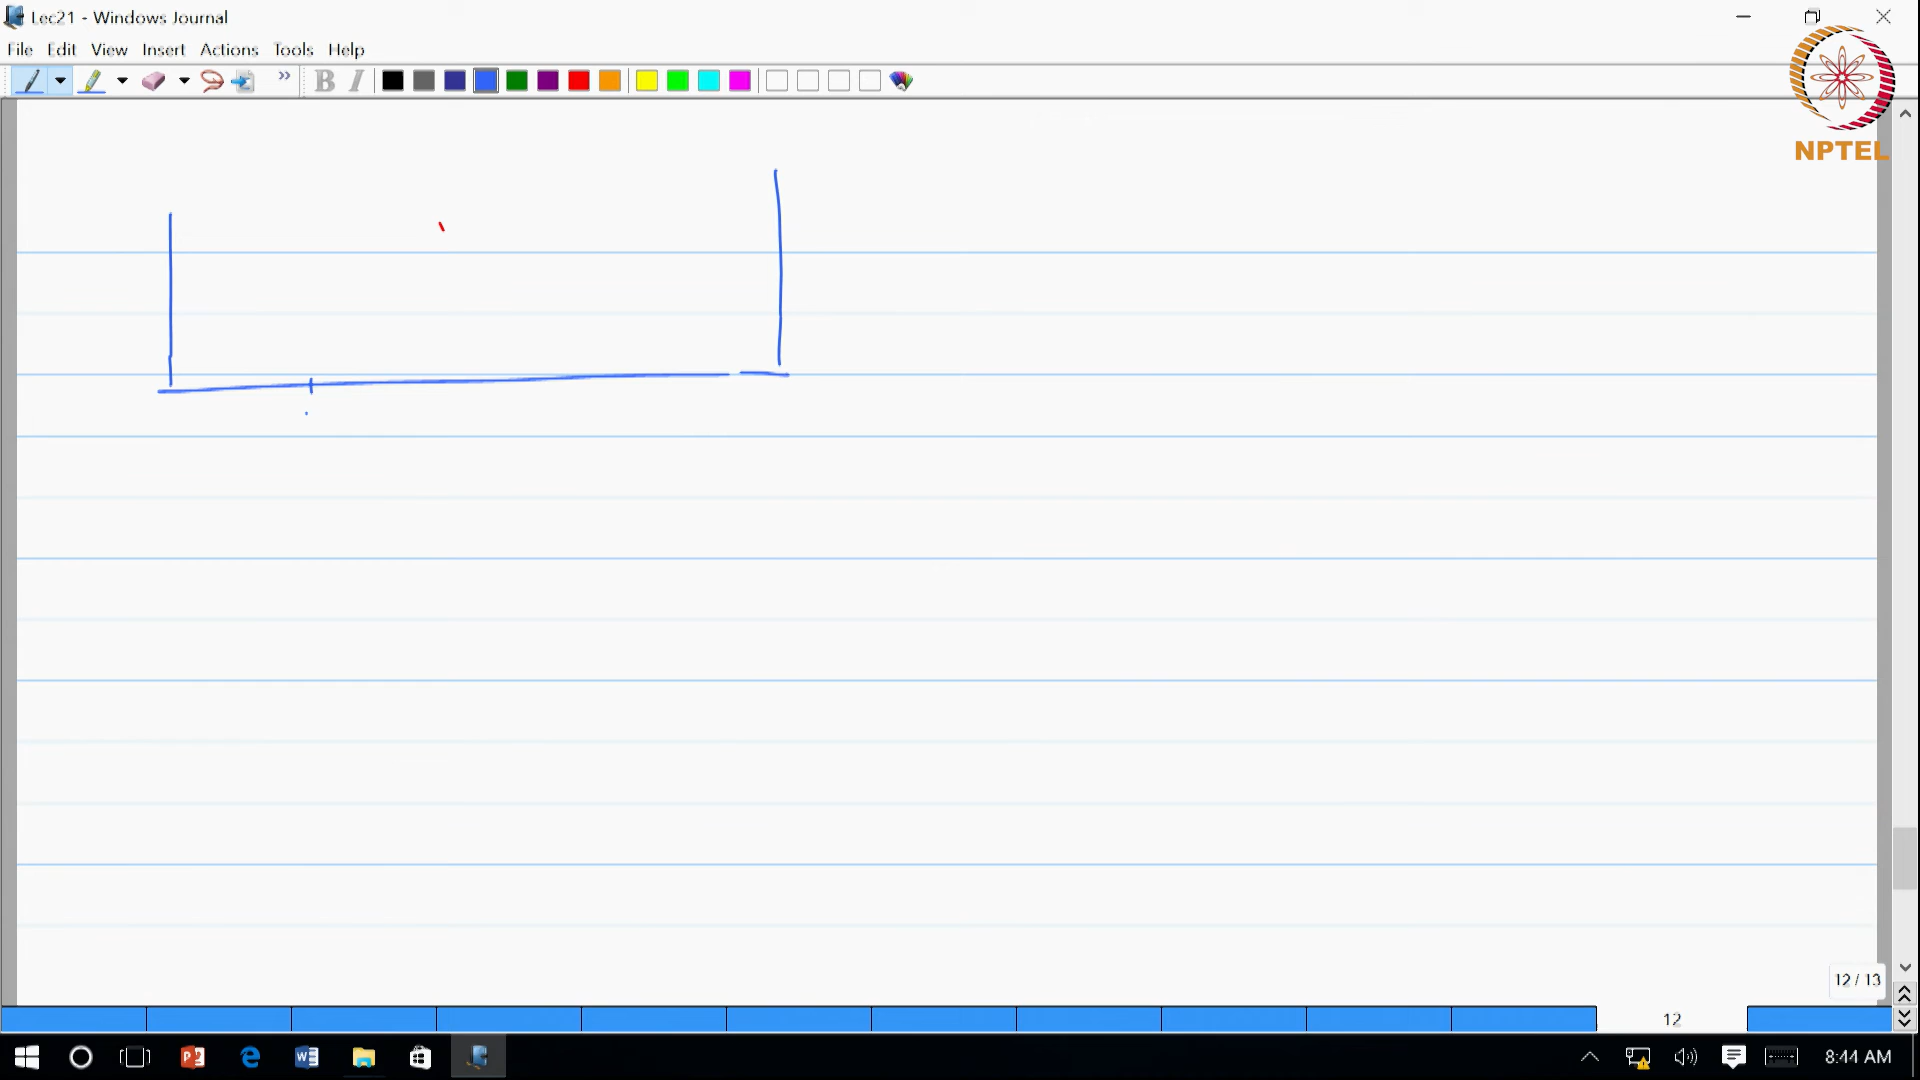 Lec21 - Windows Journal
File Edit View Insert Actions Tools Help
B I
NPTEL
12 / 13
12
8:44 AM